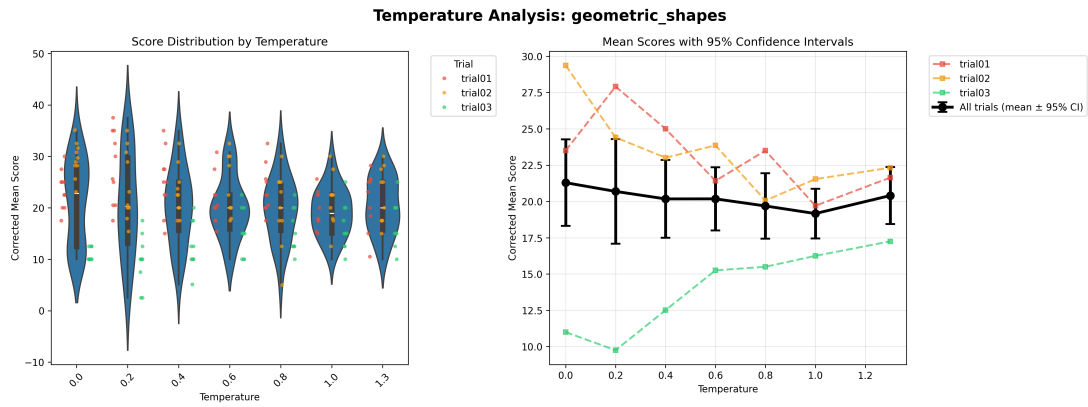 Temperature Analysis: geometric_shapes
Score Distribution by Temperature
50
40
30
20
10
0
−10
Corrected Mean Score
0.0
0.2
0.4
0.6
0.8
1.0
1.3
Temperature
Trial
trial01
trial02
trial03
Mean Scores with 95% Confidence Intervals
30.0
27.5
25.0
22.5
20.0
17.5
15.0
12.5
10.0
Corrected Mean Score
0.0
0.2
0.4
0.6
0.8
1.0
1.2
Temperature
trial01
trial02
trial03
All trials (mean ± 95% CI)